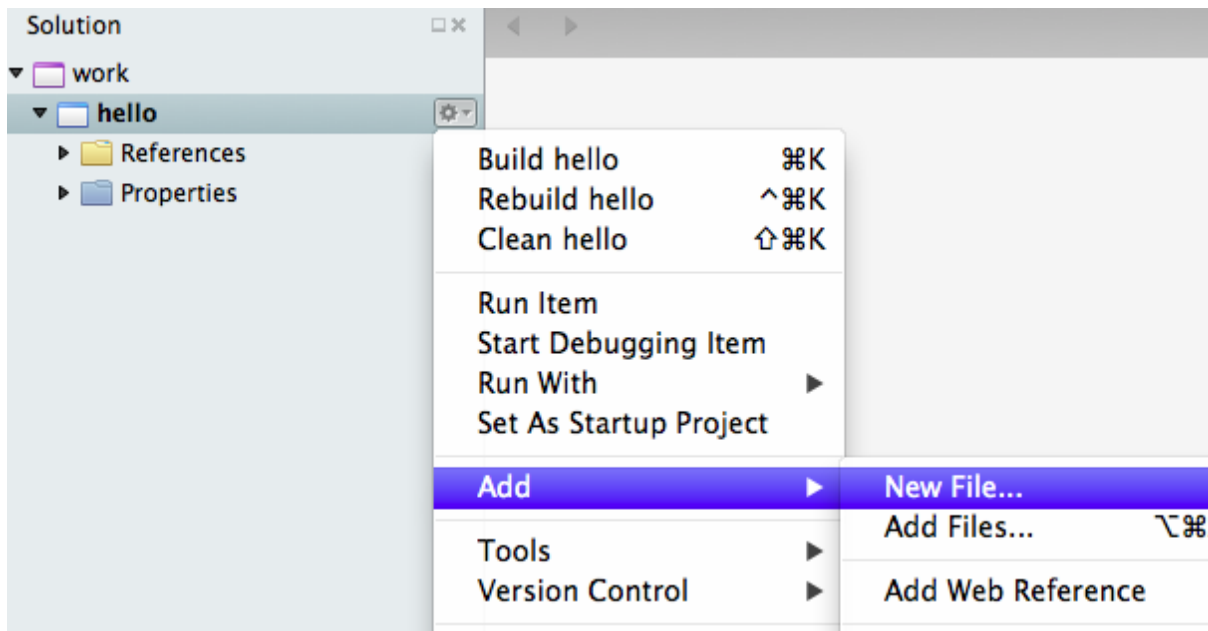 Solution
work
hello
References
Properties
Build hello ⌘K
Rebuild hello ^⌘K
Clean hello ⇧⌘K
Run Item
Start Debugging Item
Run With
Set As Startup Project
Add
New File...
Add Files... ⌥⌘
Tools
Version Control
Add Web Reference